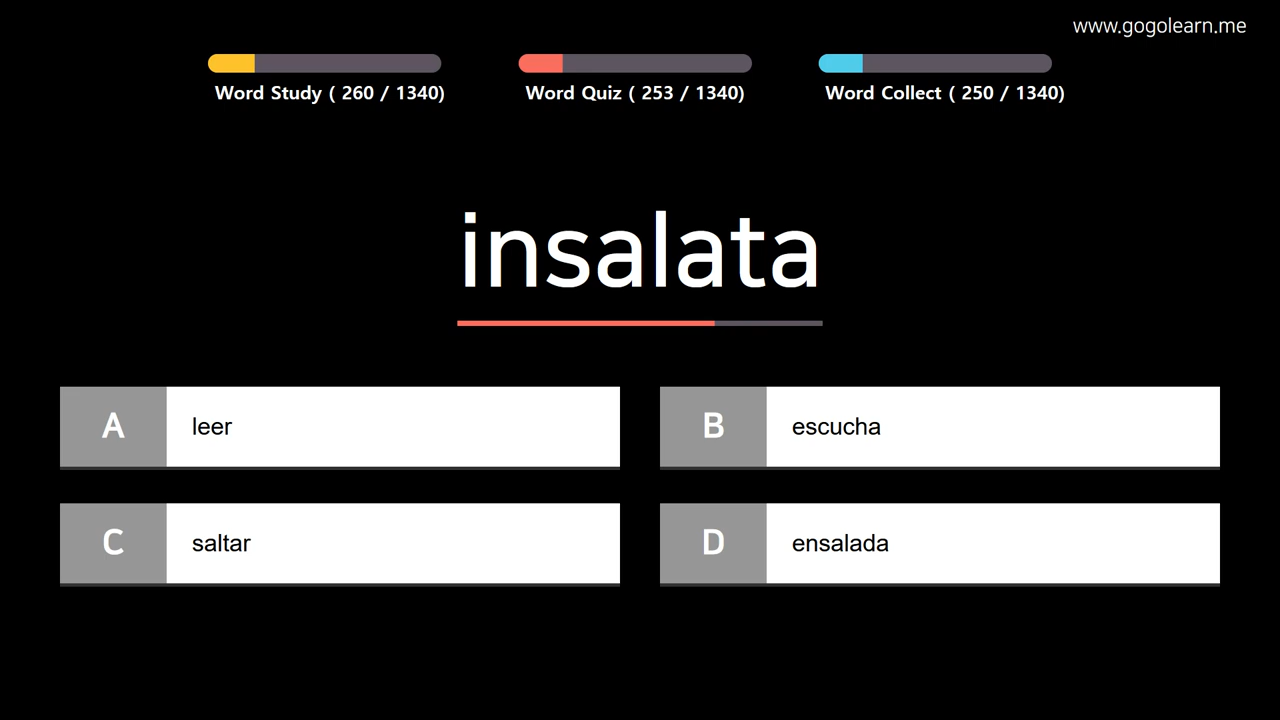 www.gogolearn.me
Word Study ( 260 / 1340)
Word Quiz ( 253 / 1340)
Word Collect ( 250 / 1340)
insalata
A leer
B escucha
C saltar
D ensalada